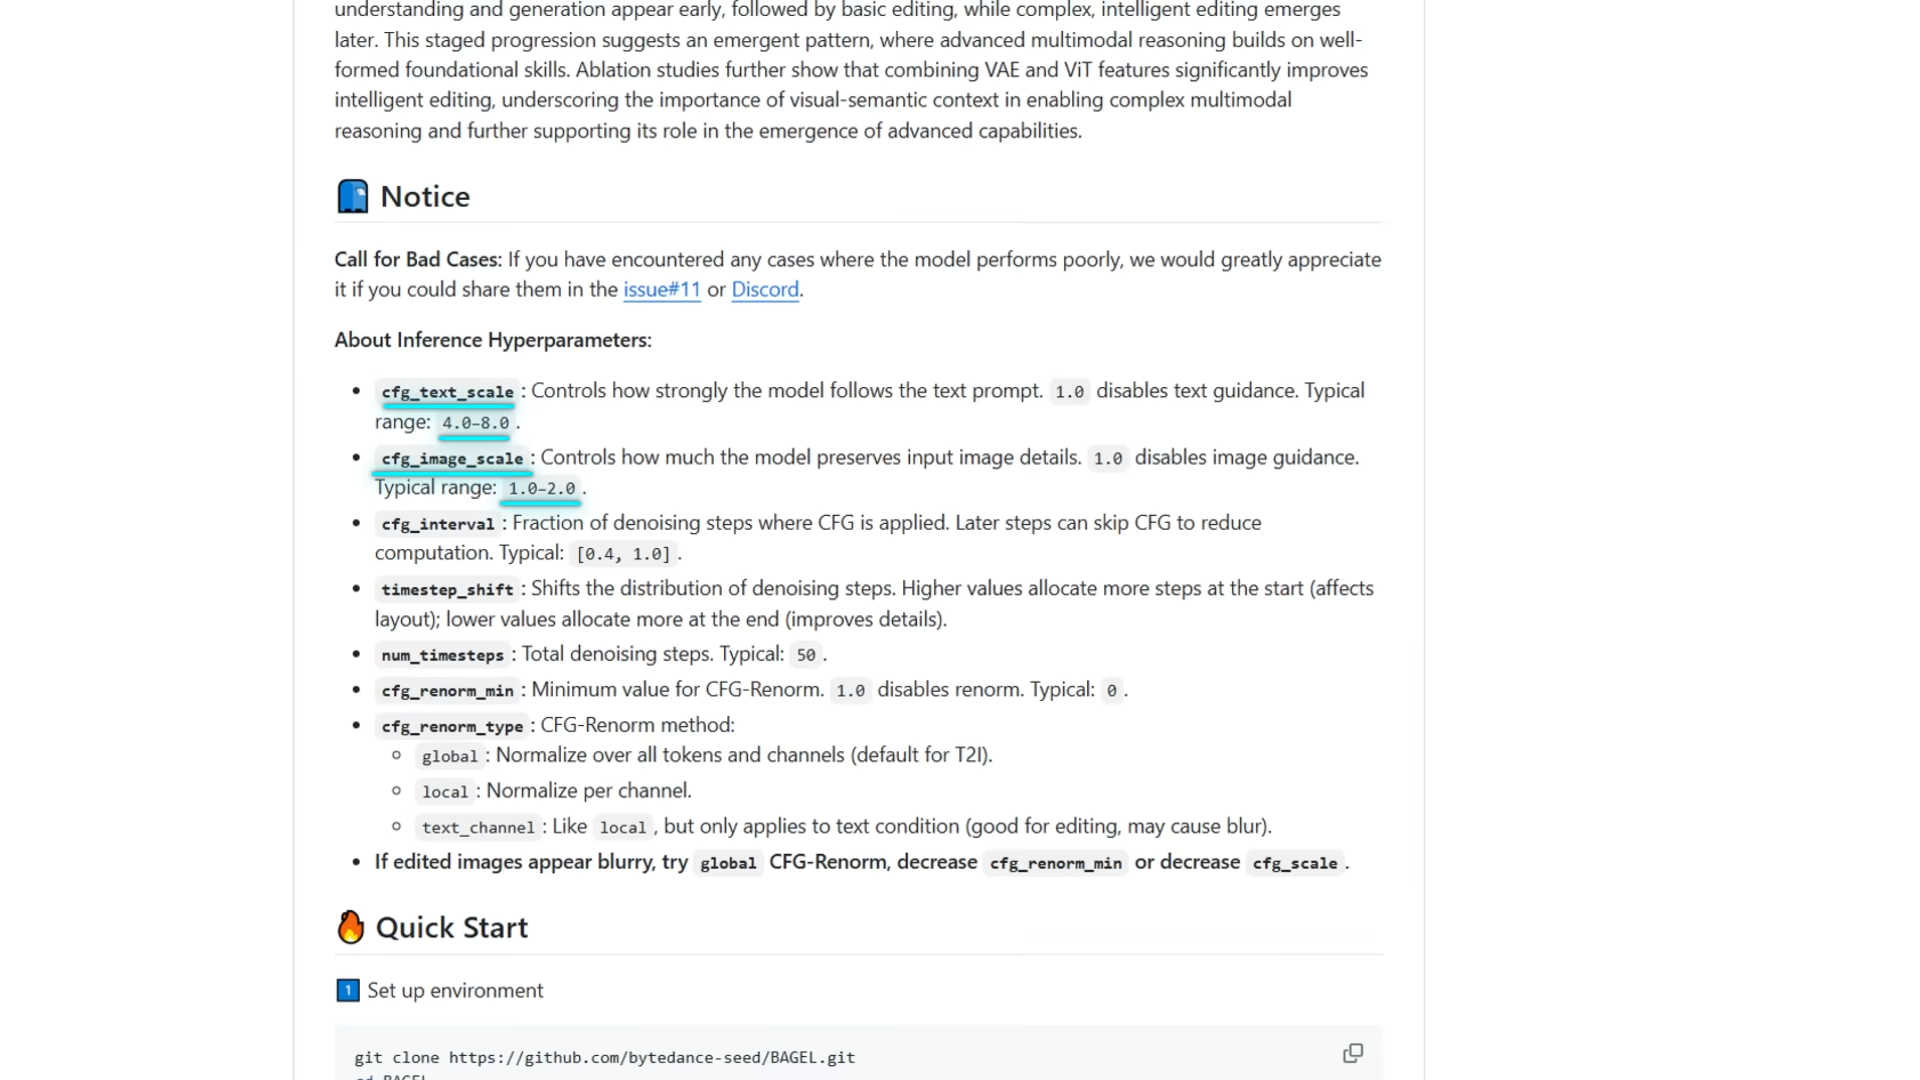 understanding and generation appear early, followed by basic editing, while complex, intelligent editing emerges
later. This staged progression suggests an emergent pattern, where advanced multimodal reasoning builds on well-
formed foundational skills. Ablation studies further show that combining VAE and ViT features significantly improves
intelligent editing, underscoring the importance of visual-semantic context in enabling complex multimodal
reasoning and further supporting its role in the emergence of advanced capabilities.
Notice
Call for Bad Cases: If you have encountered any cases where the model performs poorly, we would greatly appreciate
it if you could share them in the issue#11 or Discord.
About Inference Hyperparameters:
• cfg_text_scale: Controls how strongly the model follows the text prompt. 1.0 disables text guidance. Typical
range: 4.0–8.0.
• cfg_image_scale: Controls how much the model preserves input image details. 1.0 disables image guidance.
Typical range: 1.0–2.0.
• cfg_interval: Fraction of denoising steps where CFG is applied. Later steps can skip CFG to reduce
computation. Typical: [0.4, 1.0].
• timestep_shift: Shifts the distribution of denoising steps. Higher values allocate more steps at the start (affects
layout); lower values allocate more at the end (improves details).
• num_timesteps: Total denoising steps. Typical: 50.
• cfg_renorm_min: Minimum value for CFG-Renorm. 1.0 disables renorm. Typical: 0.
• cfg_renorm_type: CFG-Renorm method:
○ global: Normalize over all tokens and channels (default for T2I).
○ local: Normalize per channel.
○ text_channel: Like local, but only applies to text condition (good for editing, may cause blur).
• If edited images appear blurry, try global CFG-Renorm, decrease cfg_renorm_min or decrease cfg_scale.
Quick Start
1 Set up environment
git clone https://github.com/bytedance-seed/BAGEL.git
cd BAGEL